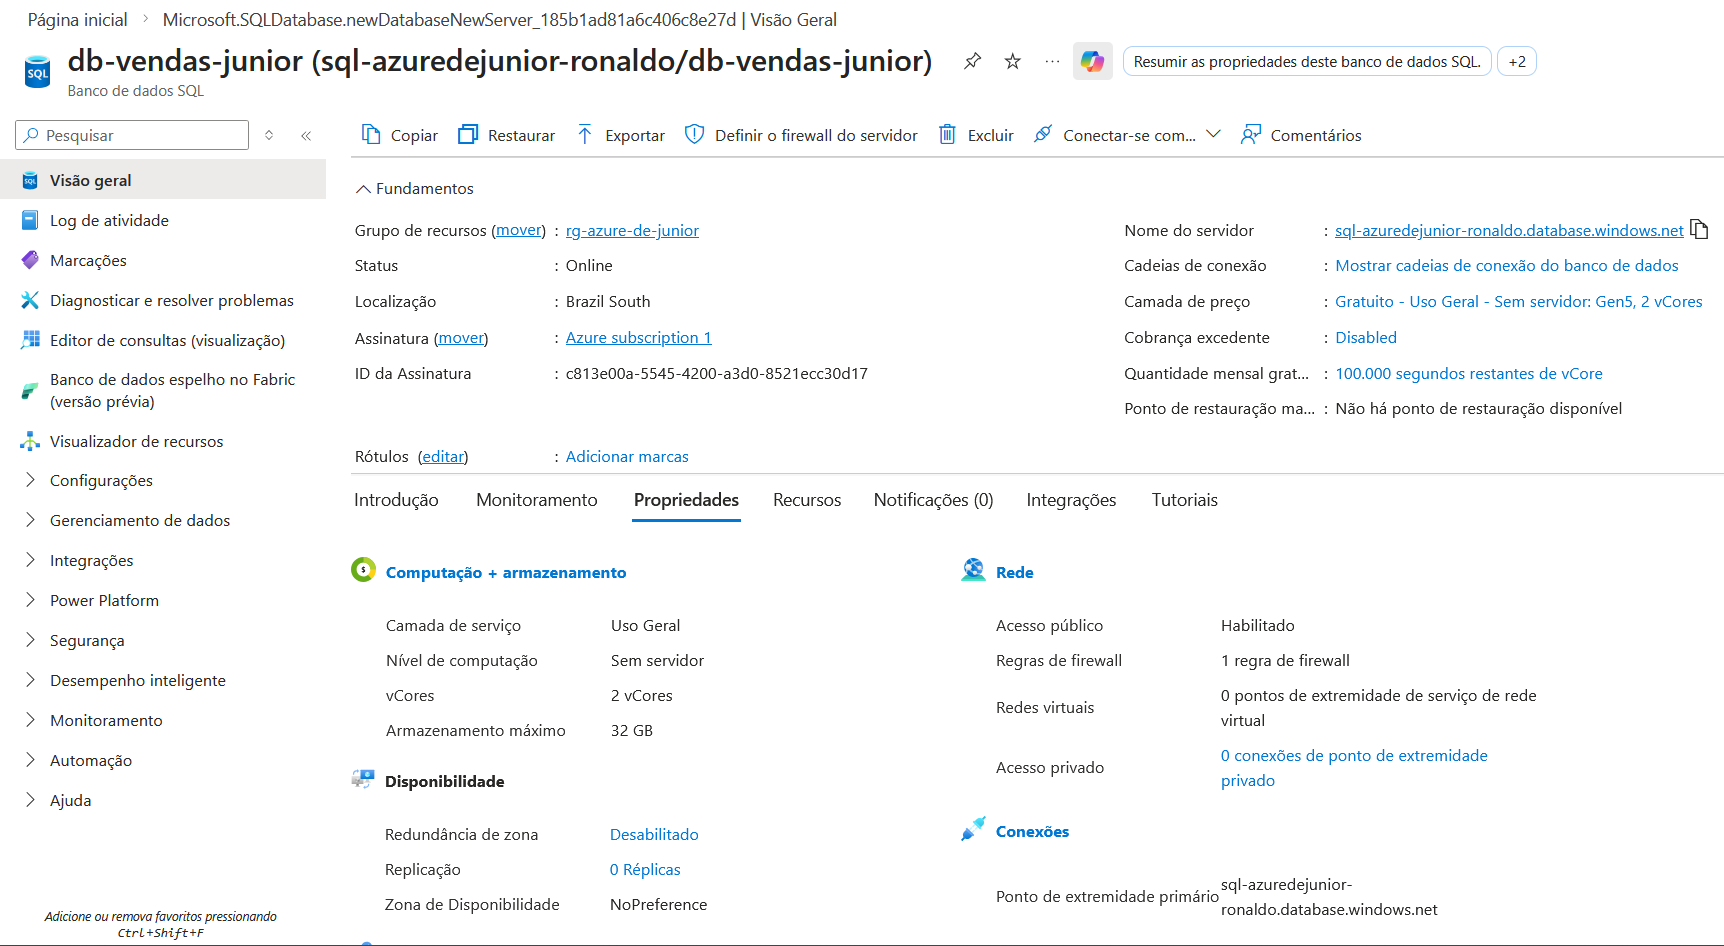 Página inicial > Microsoft.SQLDatabase.newDatabaseNewServer_185b1ad81a6c406c8e27d | Visão Geral
db-vendas-junior (sql-azuredejunior-ronaldo/db-vendas-junior)
Resumir as propriedades deste banco de dados SQL.
+2
SQL
Banco de dados SQL
Pesquisar
Copiar
Restaurar
Exportar
Definir o firewall do servidor
Excluir
Conectar-se com...
Comentários
Visão geral
Log de atividade
Marcações
Diagnosticar e resolver problemas
Editor de consultas (visualização)
Banco de dados espelho no Fabric
(versão prévia)
Visualizador de recursos
Configurações
Gerenciamento de dados
Integrações
Power Platform
Segurança
Desempenho inteligente
Monitoramento
Automação
Ajuda
Adicione ou remova favoritos pressionando
Ctrl+Shift+F
Fundamentos
Grupo de recursos (mover) : rg-azure-de-junior
Status : Online
Localização : Brazil South
Assinatura (mover) : Azure subscription 1
ID da Assinatura : c813e00a-5545-4200-a3d0-8521ecc30d17
Nome do servidor : sql-azuredejunior-ronaldo.database.windows.net
Cadeias de conexão : Mostrar cadeias de conexão do banco de dados
Camada de preço : Gratuito - Uso Geral - Sem servidor: Gen5, 2 vCores
Cobrança excedente : Disabled
Quantidade mensal grat... : 100.000 segundos restantes de vCore
Ponto de restauração ma... : Não há ponto de restauração disponível
Rótulos (editar) : Adicionar marcas
Introdução
Monitoramento
Propriedades
Recursos
Notificações (0)
Integrações
Tutoriais
Computação + armazenamento
Camada de serviço Uso Geral
Nível de computação Sem servidor
vCores 2 vCores
Armazenamento máximo 32 GB
Disponibilidade
Redundância de zona Desabilitado
Replicação 0 Réplicas
Zona de Disponibilidade NoPreference
Rede
Acesso público Habilitado
Regras de firewall 1 regra de firewall
Redes virtuais 0 pontos de extremidade de serviço de rede
virtual
Acesso privado 0 conexões de ponto de extremidade
privado
Conexões
Ponto de extremidade primário sql-azuredejunior-
ronaldo.database.windows.net